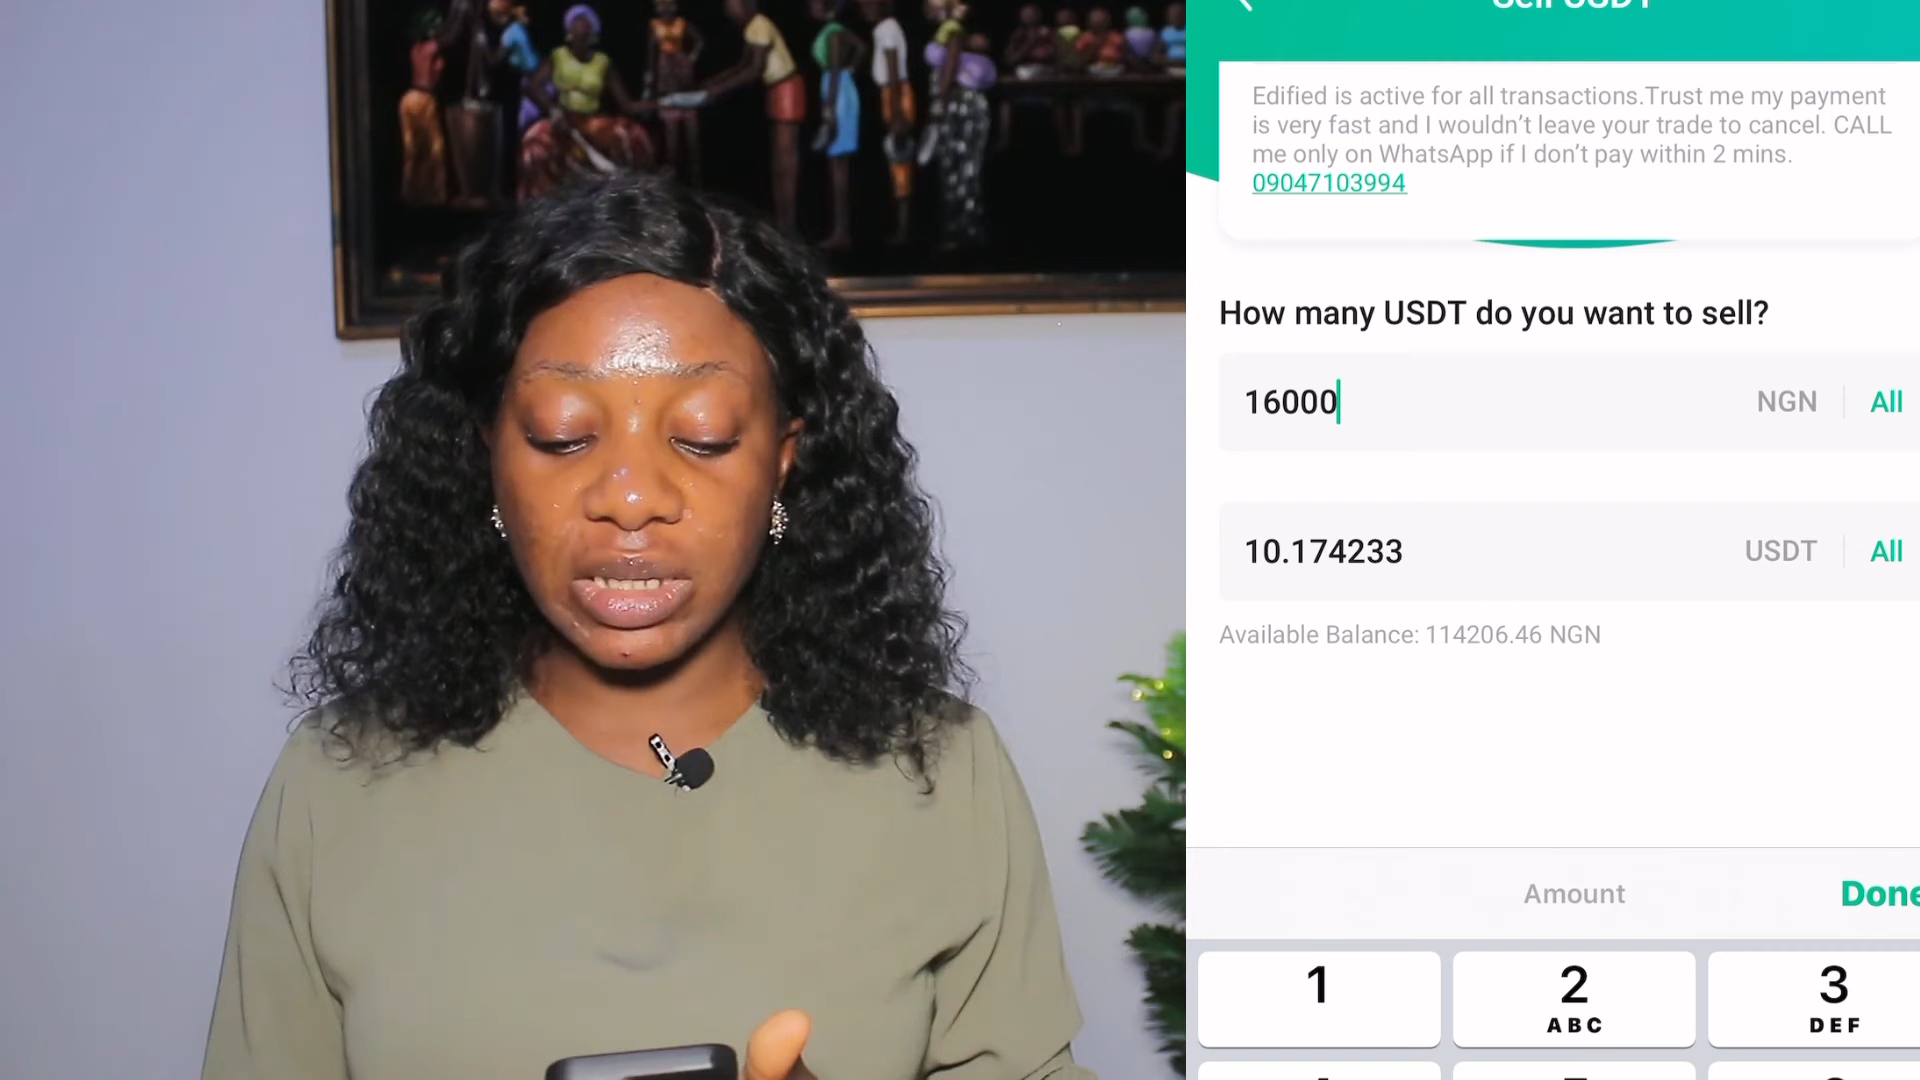 Sell USDT
Edified is active for all transactions.Trust me my payment
is very fast and I wouldn’t leave your trade to cancel. CALL
me only on WhatsApp if I don’t pay within 2 mins.
09047103994
How many USDT do you want to sell?
16000 NGN All
10.174233 USDT All
Available Balance: 114206.46 NGN
Amount Done
1 2 3
ABC DEF